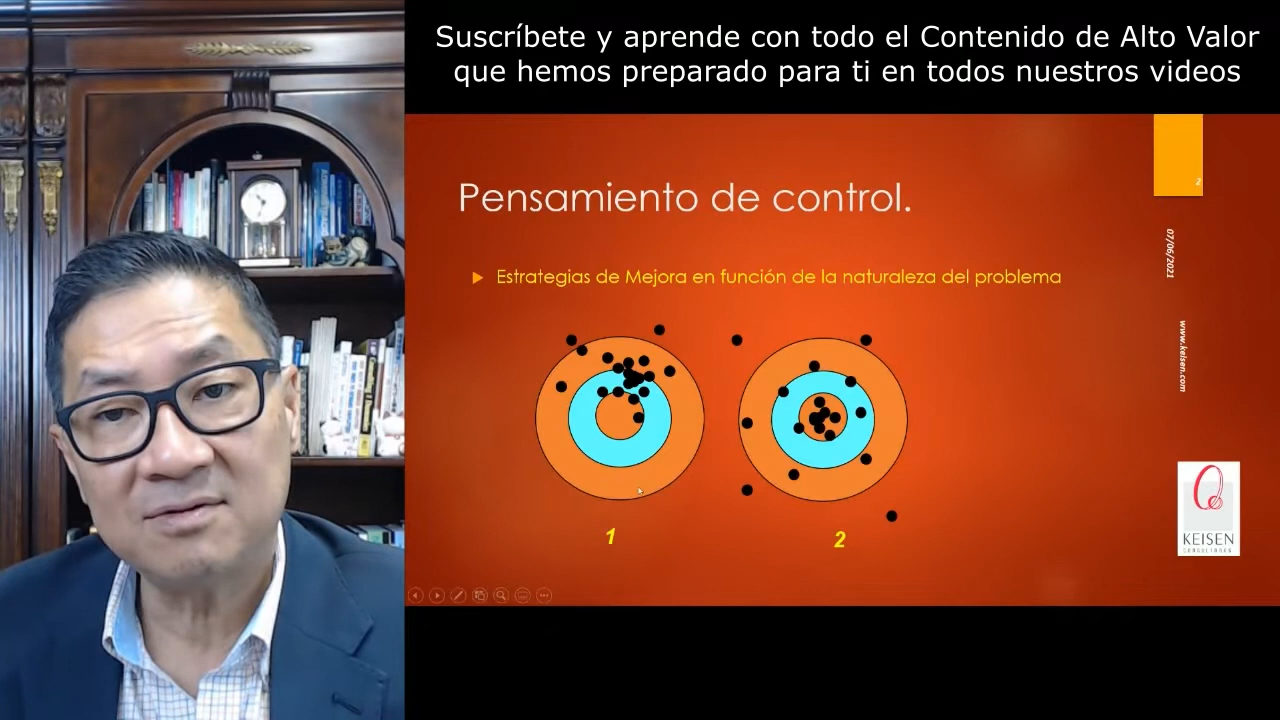 Suscríbete y aprende con todo el Contenido de Alto Valor
que hemos preparado para ti en todos nuestros videos
2
Pensamiento de control.
07/06/2021
Estrategias de Mejora en función de la naturaleza del problema
www.keisen.com
1
2
KEISEN
CONSULTORES